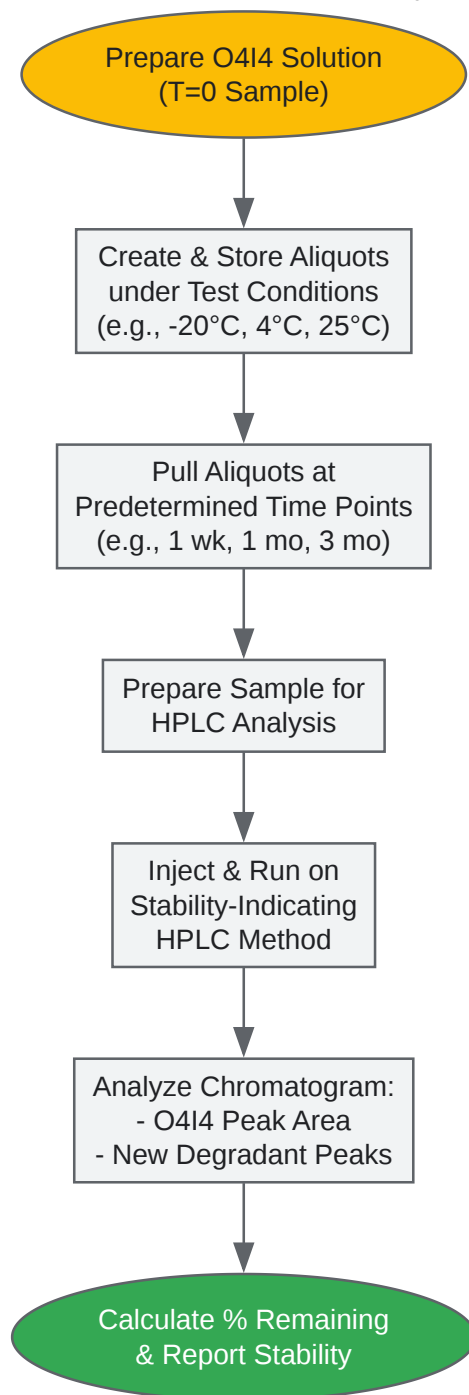 Prepare O4I4 Solution
(T=0 Sample)
Create & Store Aliquots
under Test Conditions
(e.g., -20°C, 4°C, 25°C)
Pull Aliquots at
Predetermined Time Points
(e.g., 1 wk, 1 mo, 3 mo)
Prepare Sample for
HPLC Analysis
Inject & Run on
Stability-Indicating
HPLC Method
Analyze Chromatogram:
- O4I4 Peak Area
- New Degradant Peaks
Calculate % Remaining
& Report Stability